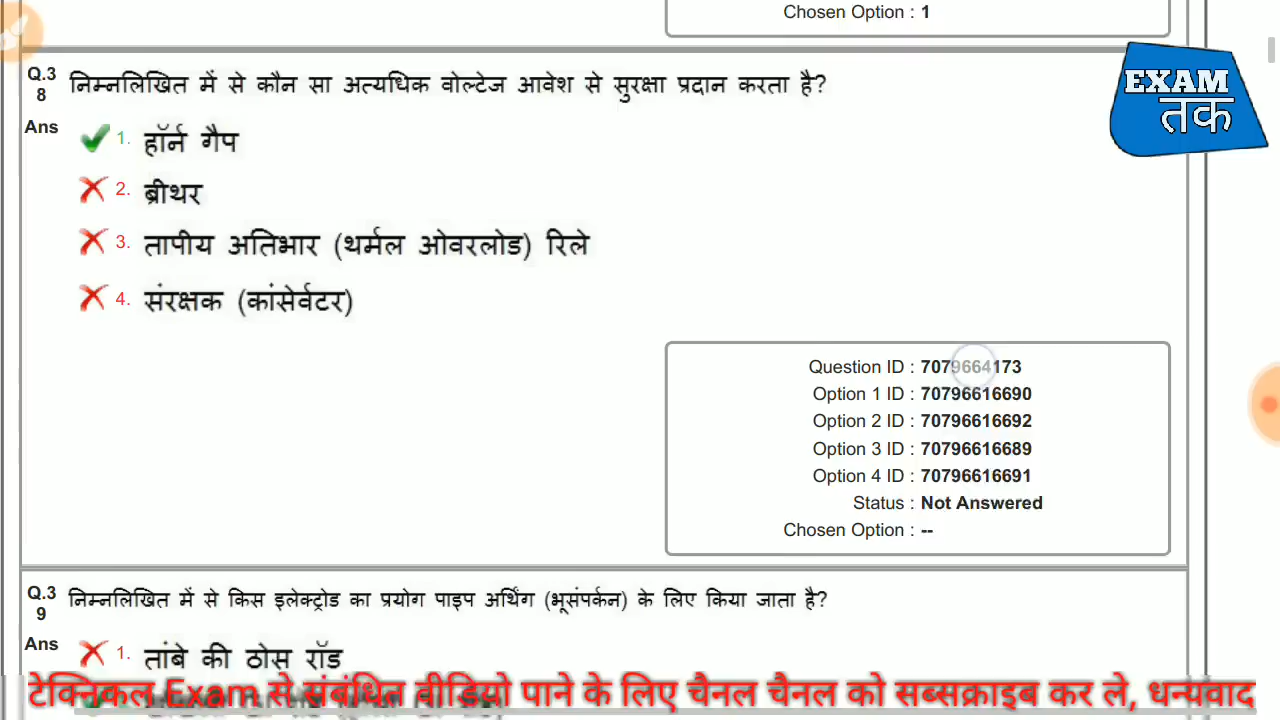 Chosen Option : 1
Q.3
8
निम्नलिखित में से कौन सा अत्यधिक वोल्टेज आवेश से सुरक्षा प्रदान करता है?
EXAM
तक
Ans
1. हॉर्न गैप
2. ब्रीथर
3. तापीय अतिभार (थर्मल ओवरलोड) रिले
4. संरक्षक (कांसेर्वटर)
Question ID : 7079664173
Option 1 ID : 70796616690
Option 2 ID : 70796616692
Option 3 ID : 70796616689
Option 4 ID : 70796616691
Status : Not Answered
Chosen Option : --
Q.3
9
निम्नलिखित में से किस इलेक्ट्रोड का प्रयोग पाइप अर्थिंग (भूसंपर्कन) के लिए किया जाता है?
Ans
1. तांबे की ठोस रॉड
टेक्निकल Exam से संबंधित वीडियो पाने के लिए चैनल चैनल को सब्सक्राइब कर ले, धन्यवाद